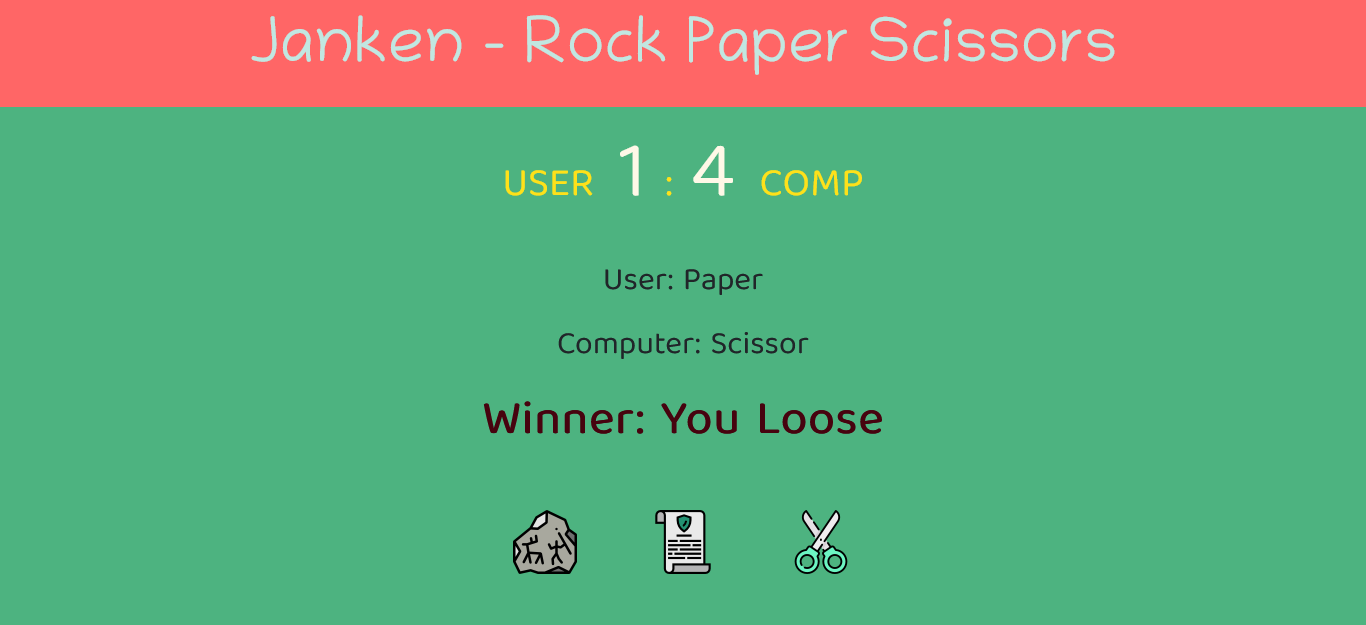 Janken - Rock Paper Scissors
USER 1 : 4 COMP
User: Paper
Computer: Scissor
Winner: You Loose